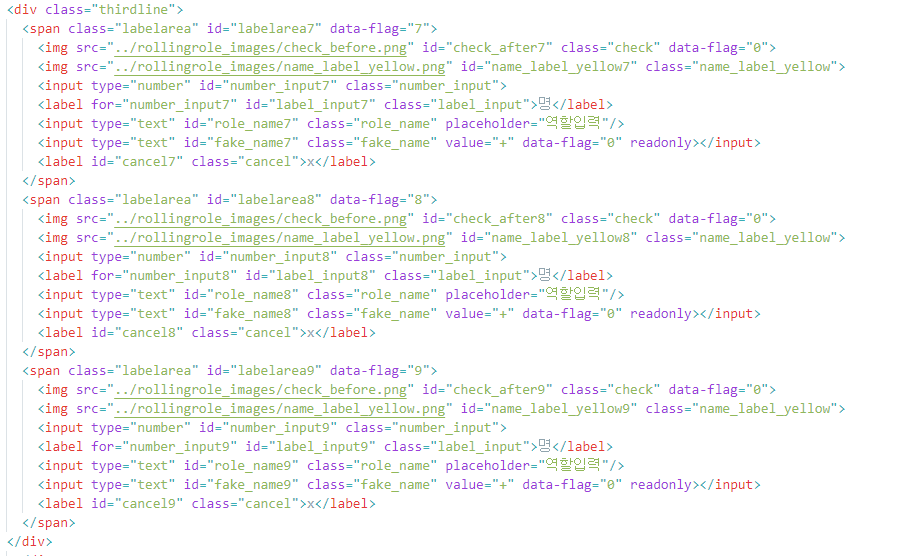 <div class="thirdline">
<span class="labelarea" id="labelarea7" data-flag="7">
<img src="../rollingrole_images/check_before.png" id="check_after7" class="check" data-flag="0">
<img src="../rollingrole_images/name_label_yellow.png" id="name_label_yellow7" class="name_label_yellow">
<input type="number" id="number_input7" class="number_input">
<label for="number_input7" id="label_input7" class="label_input">명</label>
<input type="text" id="role_name7" class="role_name" placeholder="역할입력"/>
<input type="text" id="fake_name7" class="fake_name" value="+" data-flag="0" readonly></input>
<label id="cancel7" class="cancel">x</label>
</span>
<span class="labelarea" id="labelarea8" data-flag="8">
<img src="../rollingrole_images/check_before.png" id="check_after8" class="check" data-flag="0">
<img src="../rollingrole_images/name_label_yellow.png" id="name_label_yellow8" class="name_label_yellow">
<input type="number" id="number_input8" class="number_input">
<label for="number_input8" id="label_input8" class="label_input">명</label>
<input type="text" id="role_name8" class="role_name" placeholder="역할입력"/>
<input type="text" id="fake_name8" class="fake_name" value="+" data-flag="0" readonly></input>
<label id="cancel8" class="cancel">x</label>
</span>
<span class="labelarea" id="labelarea9" data-flag="9">
<img src="../rollingrole_images/check_before.png" id="check_after9" class="check" data-flag="0">
<img src="../rollingrole_images/name_label_yellow.png" id="name_label_yellow9" class="name_label_yellow">
<input type="number" id="number_input9" class="number_input">
<label for="number_input9" id="label_input9" class="label_input">명</label>
<input type="text" id="role_name9" class="role_name" placeholder="역할입력"/>
<input type="text" id="fake_name9" class="fake_name" value="+" data-flag="0" readonly></input>
<label id="cancel9" class="cancel">x</label>
</span>
</div>